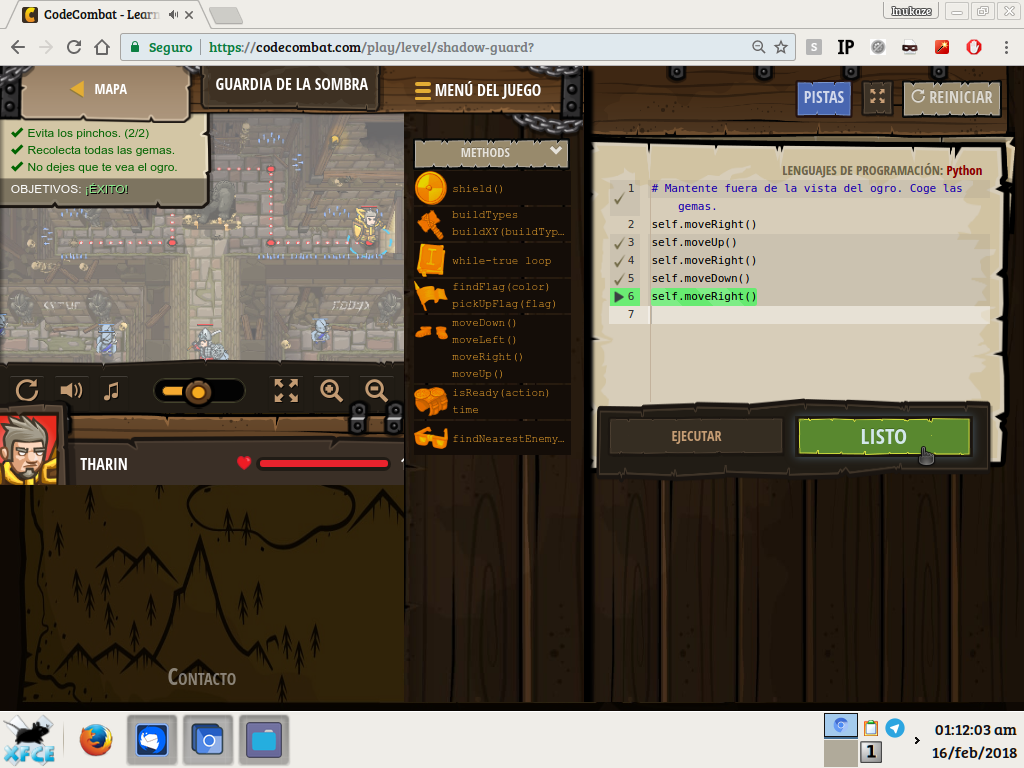 CodeCombat - Learn
Inukaze
Seguro
https://codecombat.com/play/level/shadow-guard?
S
IP
MAPA
GUARDIA DE LA SOMBRA
MENÚ DEL JUEGO
PISTAS
REINICIAR
Evita los pinchos. (2/2)
Recolecta todas las gemas.
No dejes que te vea el ogro.
OBJETIVOS: ¡ÉXITO!
METHODS
shield()
buildTypes
buildXY(buildTyp…
while-true loop
findFlag(color)
pickUpFlag(flag)
moveDown()
moveLeft()
moveRight()
moveUp()
isReady(action)
time
findNearestEnemy…
LENGUAJES DE PROGRAMACIÓN: Python
1 # Mantente fuera de la vista del ogro. Coge las
gemas.
2 self.moveRight()
3 self.moveUp()
4 self.moveRight()
5 self.moveDown()
6 self.moveRight()
7
EJECUTAR
LISTO
THARIN
CONTACTO
XFCE
1
01:12:03 am
16/feb/2018